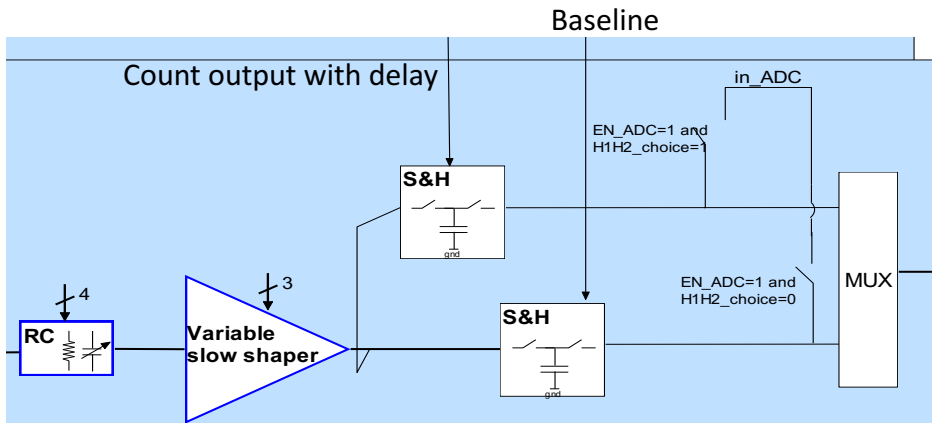 Baseline
Count output with delay
in_ADC
EN_ADC=1 and
H1H2_choice=1
S&H
gnd
EN_ADC=1 and
H1H2_choice=0
MUX
4
3
RC
Variable
slow shaper
S&H
gnd